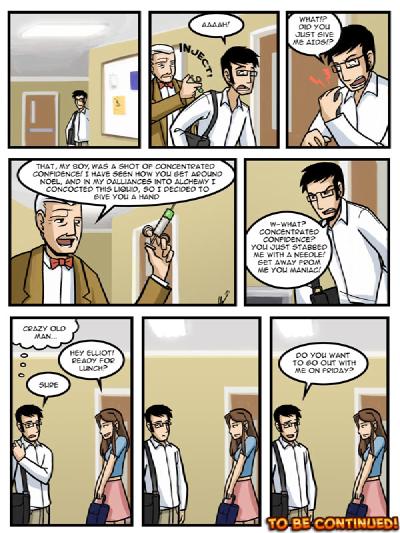 AAAAH!
INJECT!
WHAT!?
DID YOU
JUST GIVE
ME AIDS!?
THAT, MY BOY, WAS A SHOT OF CONCENTRATED
CONFIDENCE! I HAVE SEEN HOW YOU GET AROUND
NOEL, AND IN MY DALLIANCES INTO ALCHEMY I
CONCOCTED THIS LIQUID, SO I DECIDED TO
GIVE YOU A HAND
W-WHAT?
CONCENTRATED
CONFIDENCE?
YOU JUST STABBED
ME WITH A NEEDLE!
GET AWAY FROM
ME YOU MANIAC!
CRAZY OLD
MAN...
HEY ELLIOT!
READY FOR
LUNCH?
SURE
DO YOU WANT
TO GO OUT WITH
ME ON FRIDAY?
TO BE CONTINUED!